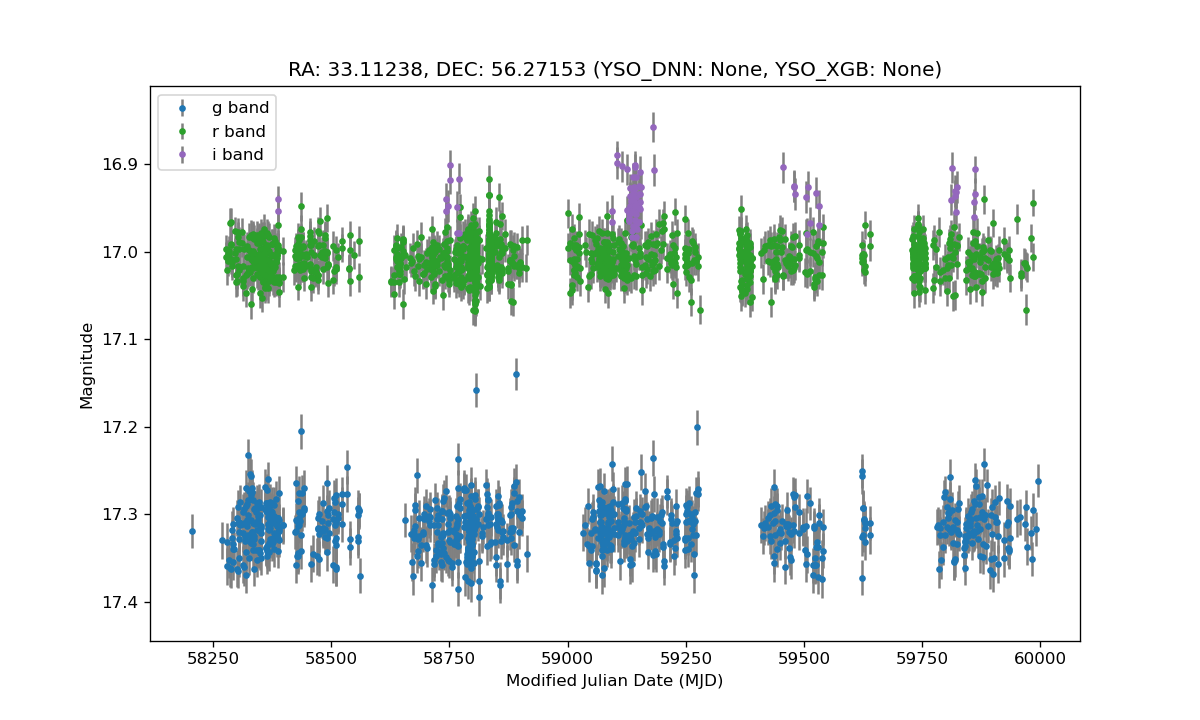 RA: 33.11238, DEC: 56.27153 (YSO_DNN: None, YSO_XGB: None)
g band
r band
i band
16.9
17.0
17.1
17.2
17.3
17.4
Magnitude
58250 58500 58750 59000 59250 59500 59750 60000
Modified Julian Date (MJD)